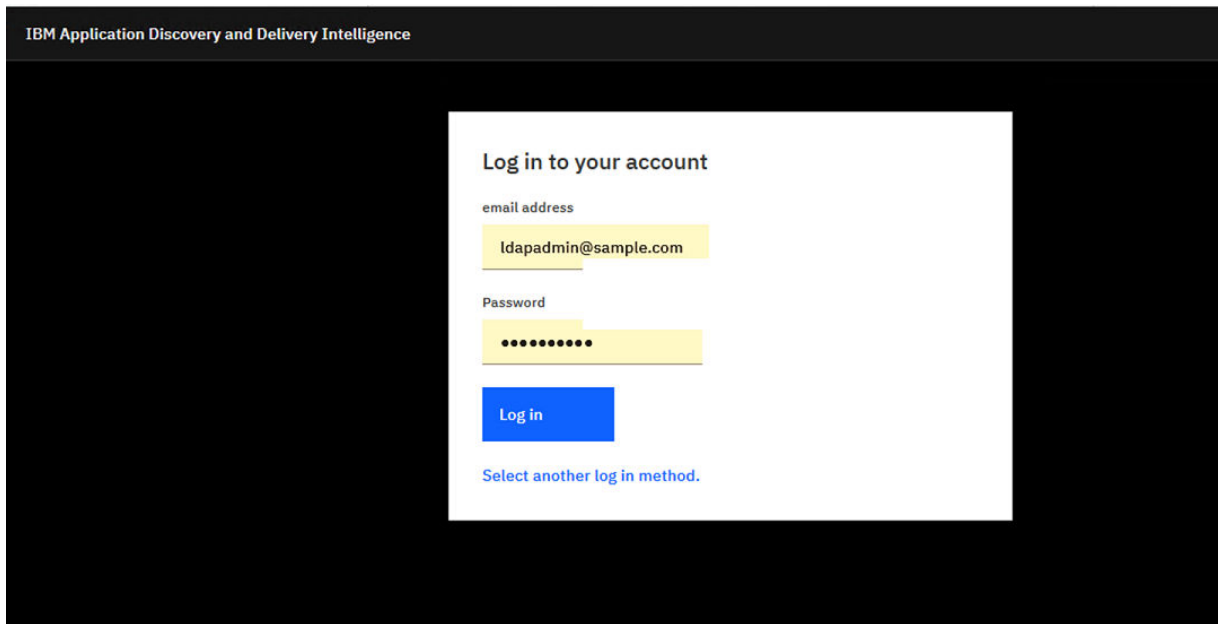 IBM Application Discovery and Delivery Intelligence
Log in to your account
email address
ldapadmin@sample.com
Password
••••••••••
Log in
Select another log in method.